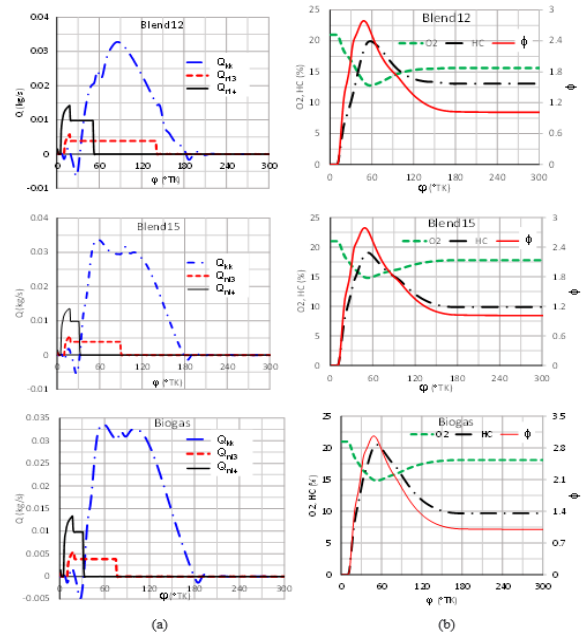 Blend12
0.04
0.03
0.02
0.01
0
-0.01
Q (kg/s)
Qkk
Qnl3
Qnl4
0 60 120 180 240 300
φ (°TK)
Blend12
25
20
15
10
5
0
O2, HC (%)
O2 HC ϕ
3
2.4
1.8
1.2
0.6
0
ϕ
0 60 120 180 240 300
φ (°TK)
Blend15
0.04
0.03
0.02
0.01
0
-0.01
Q (kg/s)
Qkk
Qnl3
Qnl4
0 60 120 180 240 300
φ (°TK)
Blend15
25
20
15
10
5
0
O2, HC (%)
O2 HC ϕ
3
2.4
1.8
1.2
0.6
0
ϕ
0 60 120 180 240 300
φ (°TK)
Biogas
0.035
0.03
0.025
0.02
0.015
0.01
0.005
0
-0.005
Q (kg/s)
Qkk
Qnl3
Qnl4
0 60 120 180 240 300
φ (°TK)
Biogas
25
20
15
10
5
0
O2, HC (%)
O2 HC ϕ
3.5
2.8
2.1
1.4
0.7
0
ϕ
0 60 120 180 240 300
φ (°TK)
(a) (b)